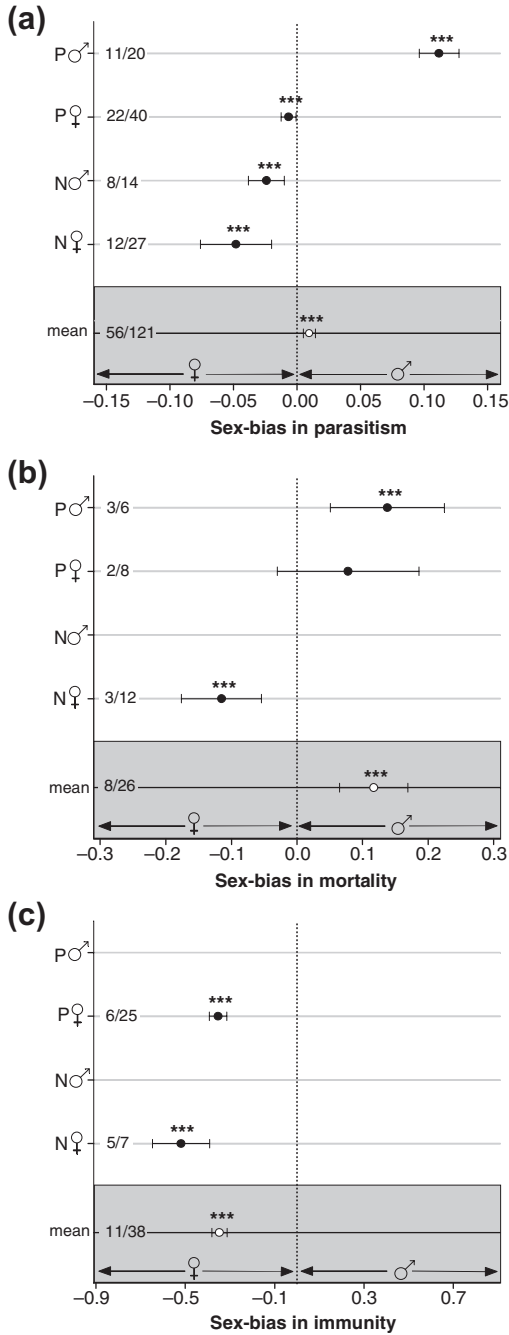 (a)
P♂ 11/20 ***
P♀ 22/40 ***
N♂ 8/14 ***
N♀ 12/27 ***
mean 56/121 ***
♀ ♂
–0.15 –0.10 –0.05 0.00 0.05 0.10 0.15
Sex-bias in parasitism
(b)
P♂ 3/6 ***
P♀ 2/8
N♂
N♀ 3/12 ***
mean 8/26 ***
♀ ♂
–0.3 –0.2 –0.1 0.0 0.1 0.2 0.3
Sex-bias in mortality
(c)
P♂
P♀ 6/25 ***
N♂
N♀ 5/7 ***
mean 11/38 ***
♀ ♂
–0.9 –0.5 –0.1 0.3 0.7
Sex-bias in immunity